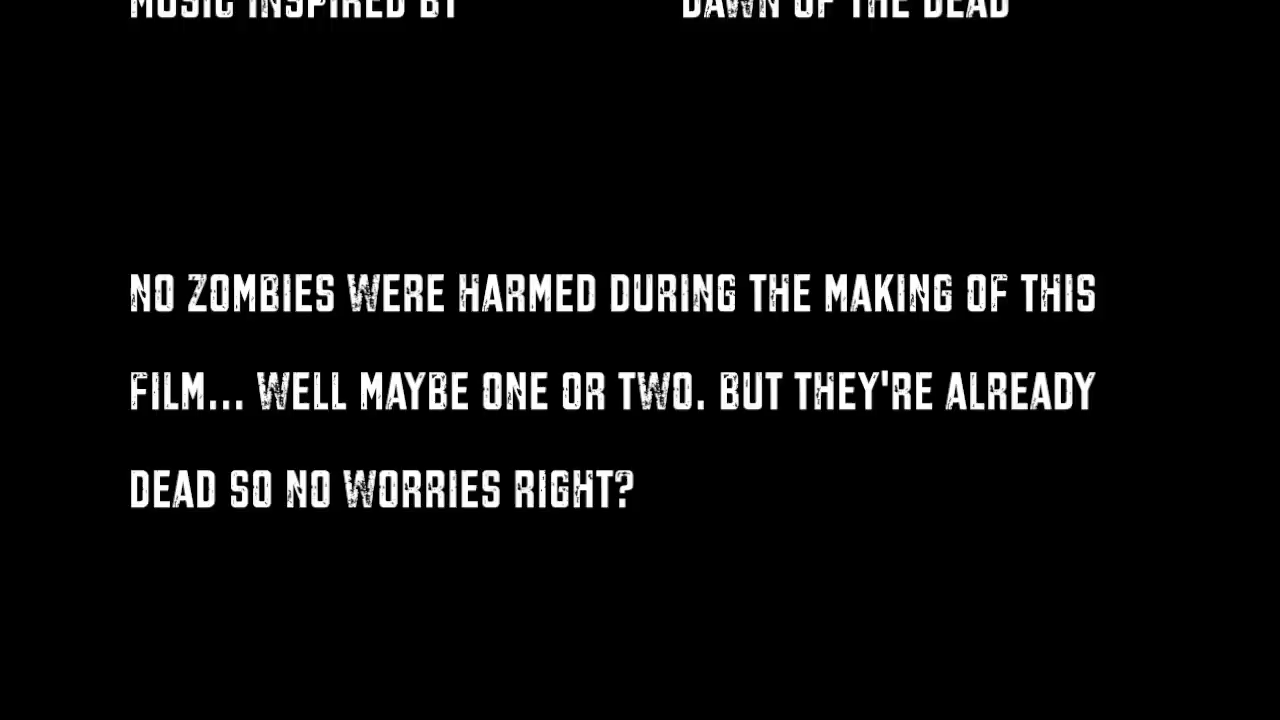 MUSIC INSPIRED BY DAWN OF THE DEAD
NO ZOMBIES WERE HARMED DURING THE MAKING OF THIS
FILM... WELL MAYBE ONE OR TWO. BUT THEY'RE ALREADY
DEAD SO NO WORRIES RIGHT?